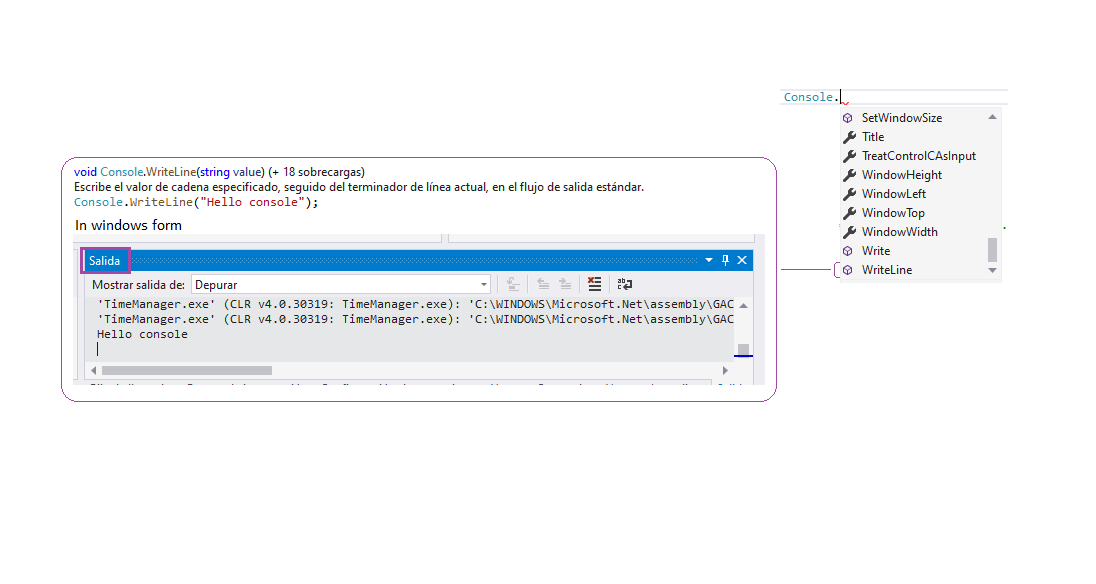 Console.
SetWindowSize
Title
TreatControlCAsInput
WindowHeight
WindowLeft
WindowTop
WindowWidth
Write
WriteLine
void Console.WriteLine(string value) (+ 18 sobrecargas)
Escribe el valor de cadena especificado, seguido del terminador de línea actual, en el flujo de salida estándar.
Console.WriteLine("Hello console");
In windows form
Salida
Mostrar salida de: Depurar
'TimeManager.exe' (CLR v4.0.30319: TimeManager.exe): 'C:\WINDOWS\Microsoft.Net\assembly\GAC
'TimeManager.exe' (CLR v4.0.30319: TimeManager.exe): 'C:\WINDOWS\Microsoft.Net\assembly\GAC
Hello console